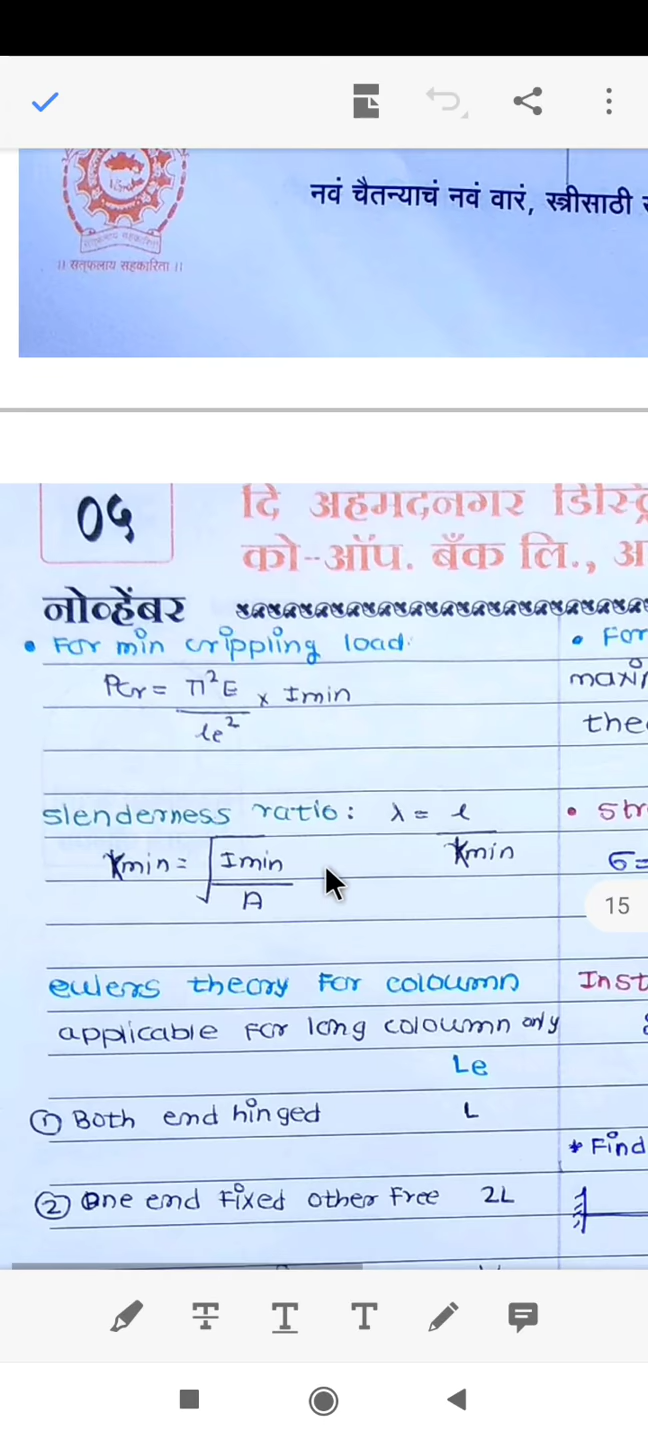 नवं चैतन्याचं नवं वारं, स्त्रीसाठी
।। सत्फलाय सहकारिता ।।
05
दि अहमदनगर डिस्ट्रि
को-ऑप. बँक लि., अ
नोव्हेंबर
• For min crippling load.
Pcr = π²E / le² × Imin
slenderness ratio : λ = l / Kmin
Kmin = √ Imin / A
eulers theory For coloumn
applicable For long coloumn only
Le
① Both end hinged L
② One end Fixed other Free 2L
• For
maxi
the
• Str
σ =
15
Inst
* Find